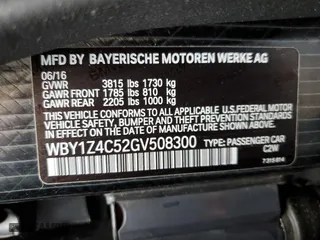 MFD BY BAYERISCHE MOTOREN WERKE AG
06/16
GVWR 3815 lbs 1730 kg
GAWR FRONT 1785 lbs 810 kg
GAWR REAR 2205 lbs 1000 kg
THIS VEHICLE CONFORMS TO ALL APPLICABLE U.S. FEDERAL MOTOR
VEHICLE SAFETY, BUMPER, AND THEFT PREVENTION STANDARDS IN
EFFECT ON THE DATE OF MANUFACTURE SHOWN ABOVE.
WBY1Z4C52GV508300 TYPE: PASSENGER CAR
C2W